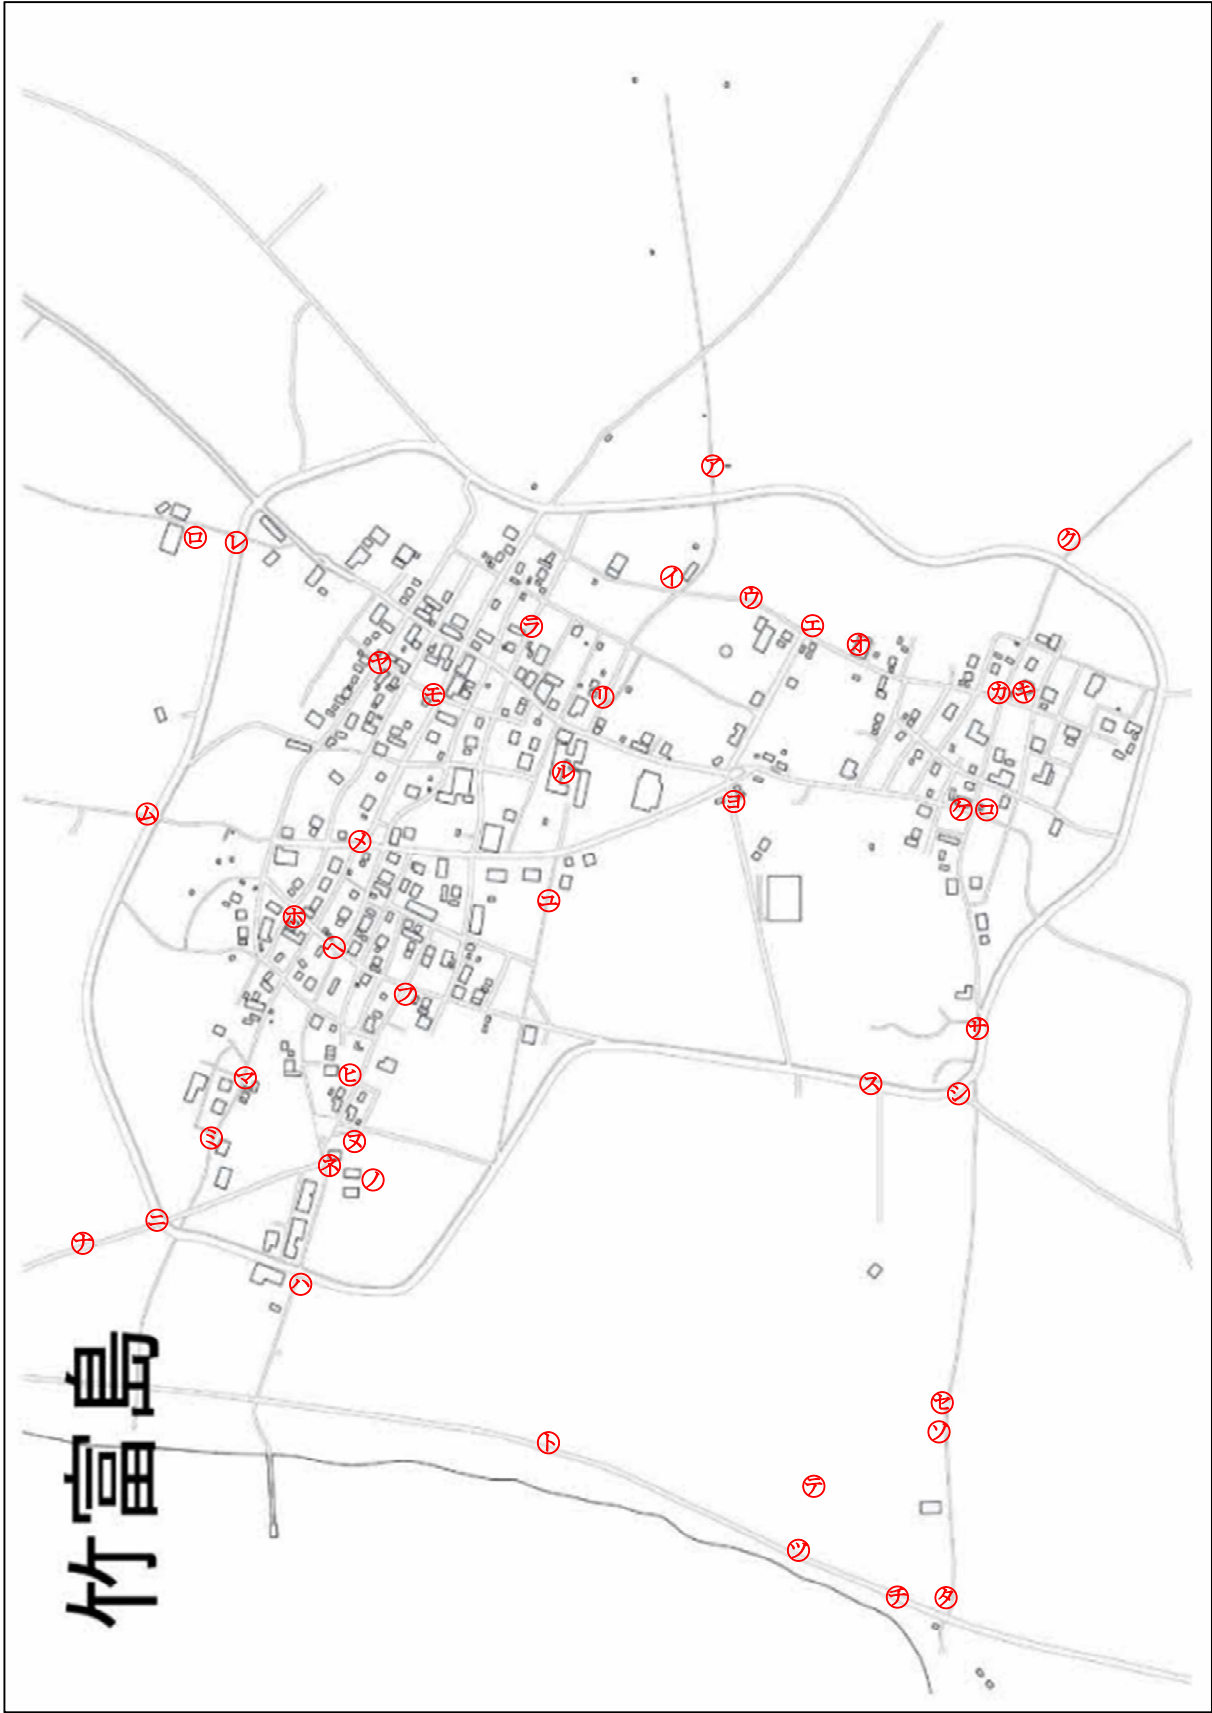 ア
イ
ウ
エ
オ
カ
キ
ク
ケ
コ
サ
シ
ス
セ
ソ
タ
チ
ツ
テ
ト
ナ
ニ
ヌ
ネ
ノ
ハ
ヒ
フ
ヘ
ホ
マ
ミ
ム
メ
モ
ヤ
ユ
ヨ
ラ
リ
ル
レ
ロ
竹富島